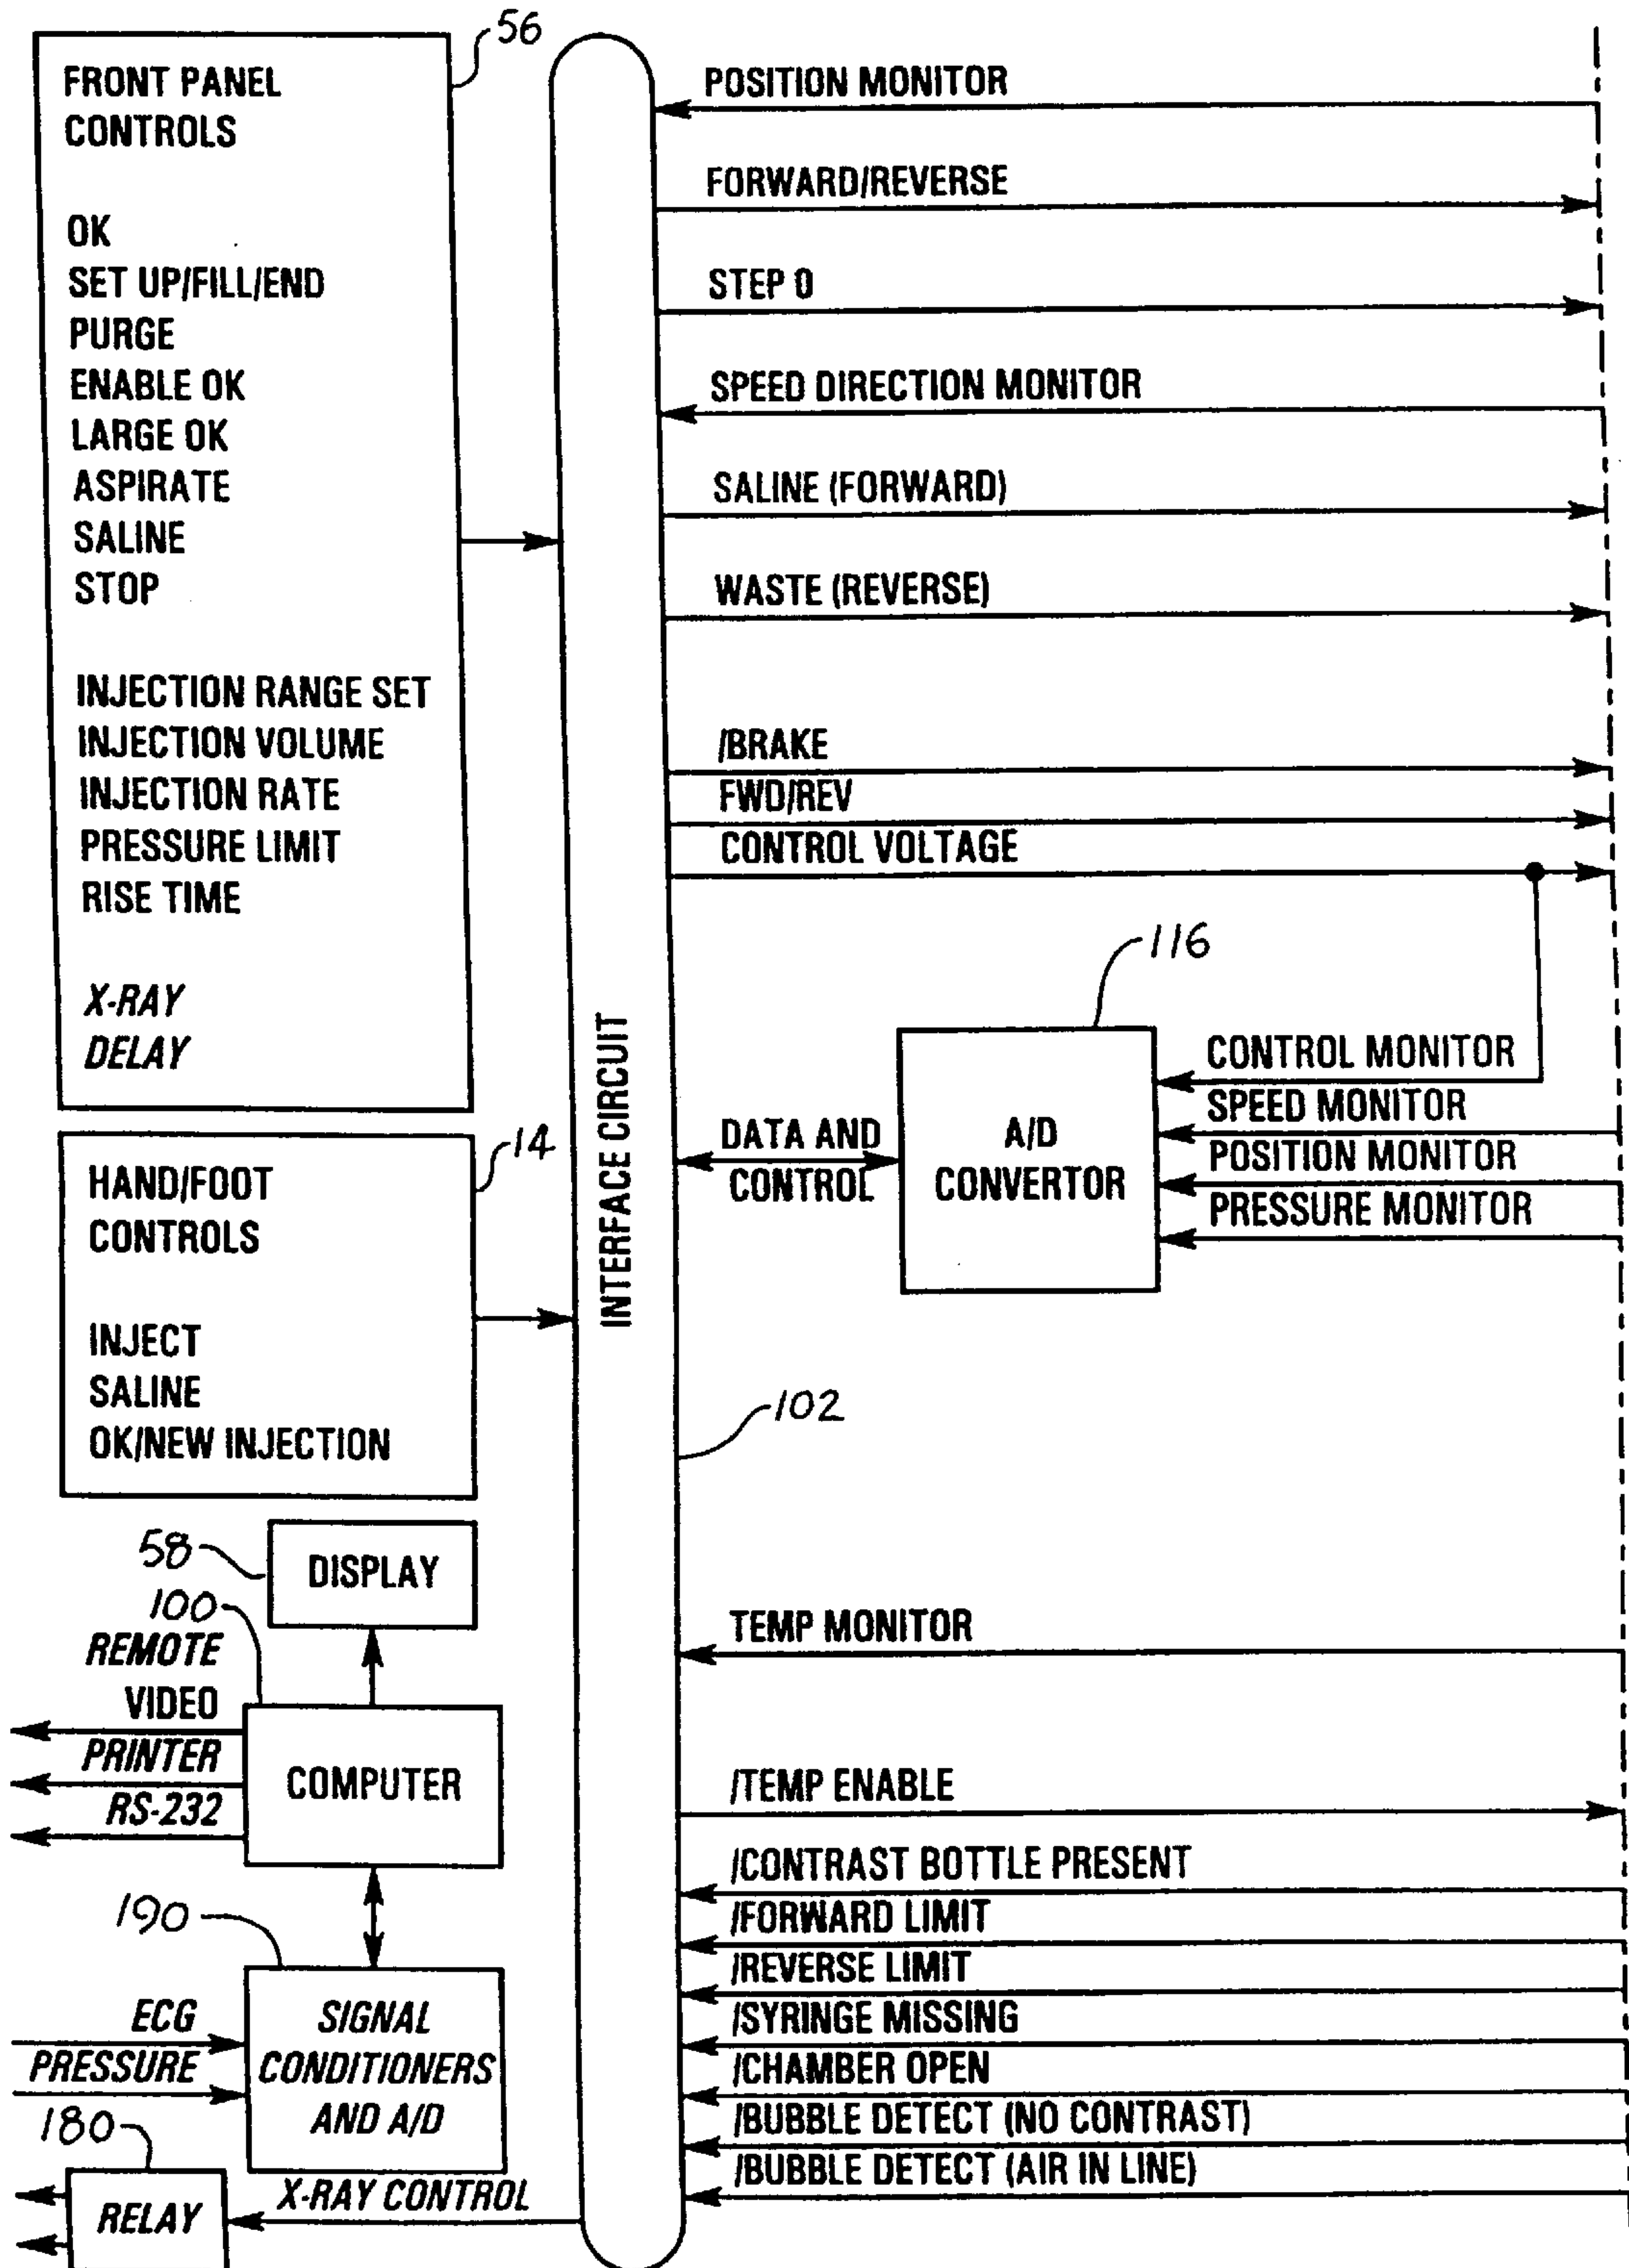 56
FRONT PANEL
CONTROLS
OK
SET UP/FILL/END
PURGE
ENABLE OK
LARGE OK
ASPIRATE
SALINE
STOP
INJECTION RANGE SET
INJECTION VOLUME
INJECTION RATE
PRESSURE LIMIT
RISE TIME
X-RAY
DELAY
14
HAND/FOOT
CONTROLS
INJECT
SALINE
OK/NEW INJECTION
58
DISPLAY
100
REMOTE
VIDEO
PRINTER
RS-232
COMPUTER
190
ECG
PRESSURE
SIGNAL
CONDITIONERS
AND A/D
180
RELAY
X-RAY CONTROL
INTERFACE CIRCUIT
102
POSITION MONITOR
FORWARD/REVERSE
STEP 0
SPEED DIRECTION MONITOR
SALINE (FORWARD)
WASTE (REVERSE)
/BRAKE
FWD/REV
CONTROL VOLTAGE
116
DATA AND
CONTROL
A/D
CONVERTOR
CONTROL MONITOR
SPEED MONITOR
POSITION MONITOR
PRESSURE MONITOR
TEMP MONITOR
/TEMP ENABLE
/CONTRAST BOTTLE PRESENT
/FORWARD LIMIT
/REVERSE LIMIT
/SYRINGE MISSING
/CHAMBER OPEN
/BUBBLE DETECT (NO CONTRAST)
/BUBBLE DETECT (AIR IN LINE)